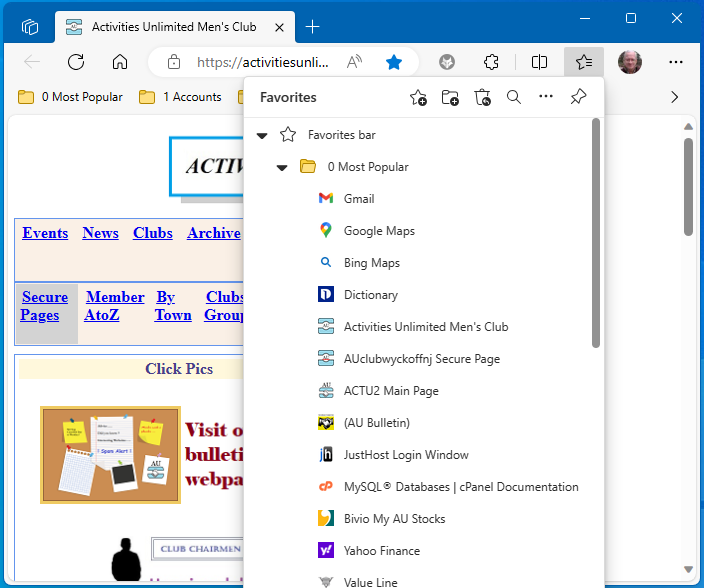 Activities Unlimited Men's Club
https://activitiesunli...
0 Most Popular
1 Accounts
Favorites
Favorites bar
0 Most Popular
Gmail
Google Maps
Bing Maps
Dictionary
Activities Unlimited Men's Club
AUclubwyckoffnj Secure Page
ACTU2 Main Page
(AU Bulletin)
JustHost Login Window
MySQL® Databases | cPanel Documentation
Bivio My AU Stocks
Yahoo Finance
Value Line
ACTIV
Events News Clubs Archive
Secure Pages
Member AtoZ
By Town
Clubs
Click Pics
! Spam Alert !
AU
Visit o
bulleti
webpa
CLUB CHAIRMEN